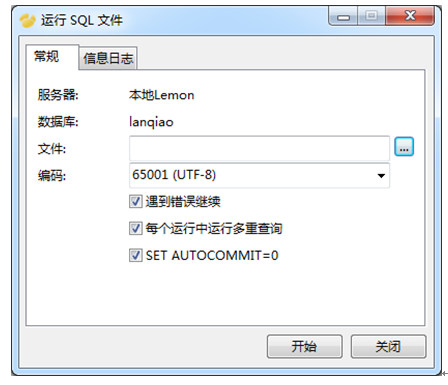 运行 SQL 文件
常规 信息日志
服务器: 本地Lemon
数据库: lanqiao
文件: ...
编码: 65001 (UTF-8)
遇到错误继续
每个运行中运行多重查询
SET AUTOCOMMIT=0
开始 关闭